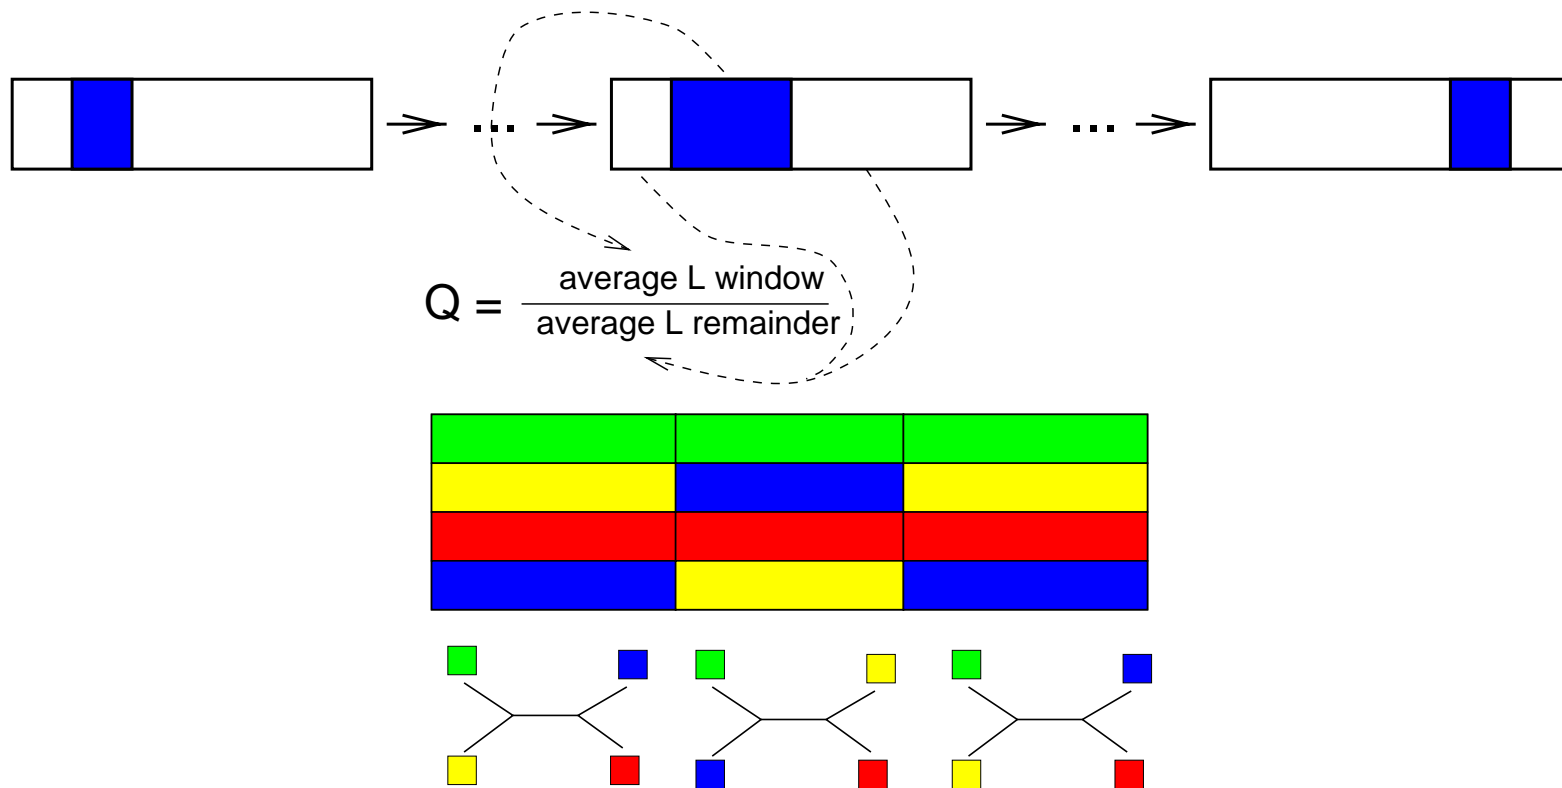 ... ...
average L window
Q =
average L remainder